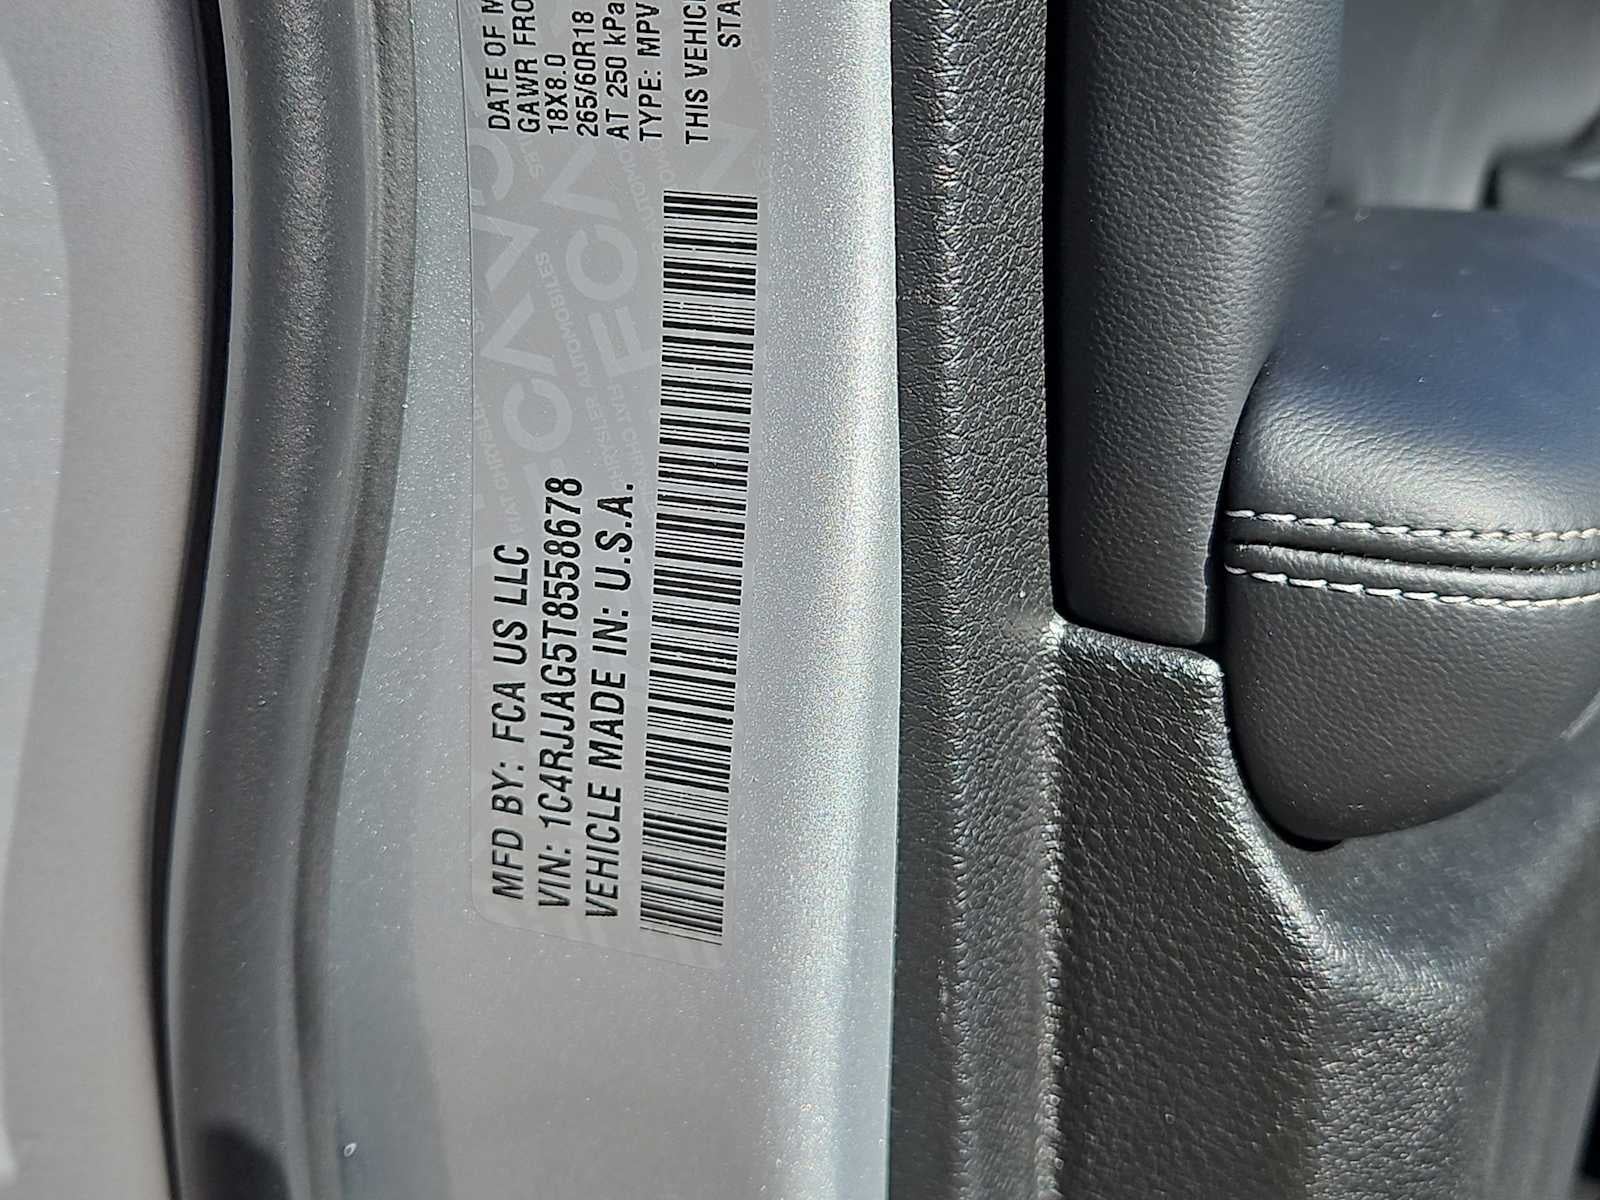 MFD BY: FCA US LLC
VIN: 1C4RJJAG5T8558678
VEHICLE MADE IN: U.S.A.
DATE OF M
GAWR FRO
18X8.0
265/60R18
AT 250 kPa
TYPE: MPV
THIS VEHICL
STA